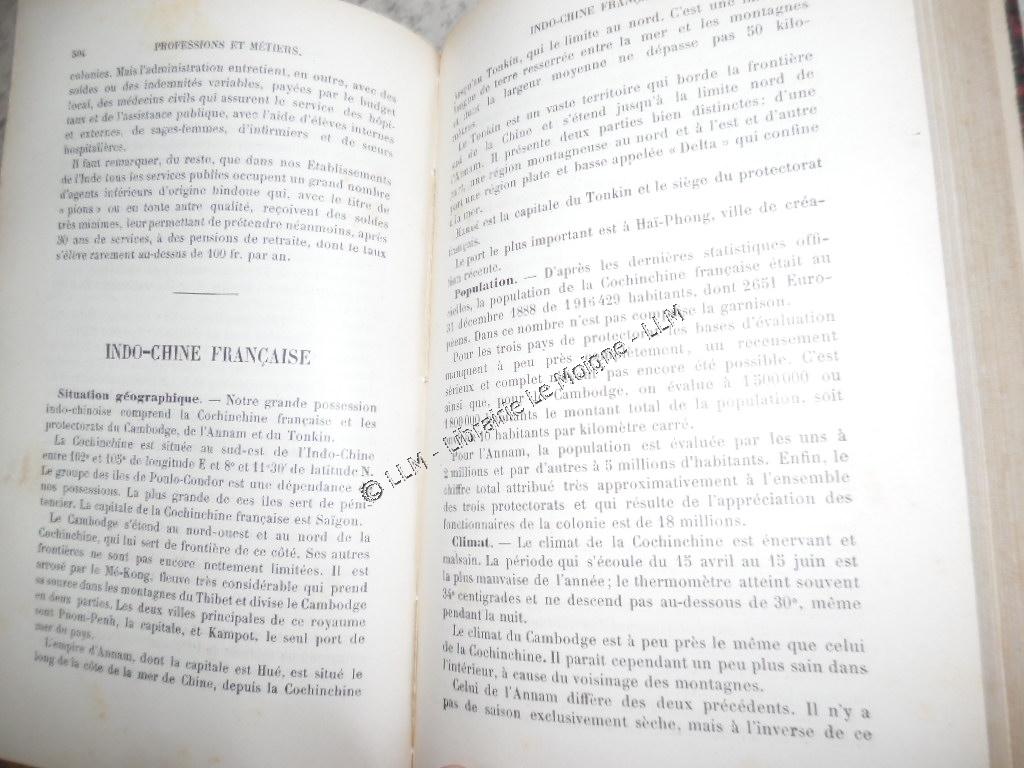 504 PROFESSIONS ET MÉTIERS.
colonies. Mais l'administration entretient, en outre, avec des
soldes ou des indemnités variables, payées par le budget
local, des médecins civils qui assurent le service des hôpi-
taux et de l'assistance publique, avec l'aide d'élèves internes
et externes, de sages-femmes, d'infirmiers et de sœurs
hospitalières.
Il faut remarquer, du reste, que dans nos Etablissements
de l'Inde tous les services publics occupent un grand nombre
d'agents inférieurs d'origine hindoue qui, avec le titre de
« pions » ou en toute autre qualité, reçoivent des soldes
très minimes, leur permettant de prétendre néanmoins, après
30 ans de services, à des pensions de retraite, dont le taux
s'élève rarement au-dessus de 100 fr. par an.
INDO-CHINE FRANÇAISE
Situation géographique. — Notre grande possession
indo-chinoise comprend la Cochinchine française et les
protectorats du Cambodge, de l'Annam et du Tonkin.
La Cochinchine est située au sud-est de l'Indo-Chine
entre 102° et 105° de longitude E et 8° et 11°30' de latitude N.
Le groupe des îles de Poulo-Condor est une dépendance
nos possessions. La plus grande de ces îles sert de péni-
tencier. La capitale de la Cochinchine française est Saïgon.
Le Cambodge s'étend au nord-ouest et au nord de la
Cochinchine, qui lui sert de frontière de ce côté. Ses autres
frontières ne sont pas encore nettement limitées. Il est
arrosé par le Mé-Kong, fleuve très considérable qui prend
sa source dans les montagnes du Thibet et divise le Cambodge
en deux parties. Les deux villes principales de ce royaume
sont Pnom-Penh, la capitale, et Kampot, le seul port de
mer du pays.
L'empire d'Annam, dont la capitale est Hué, est situé le
long de la côte de la mer de Chine, depuis la Cochinchine
INDO-CHINE FRANÇA
jusqu'au Tonkin, qui le limite au nord. C'est une
langue de terre resserrée entre la mer et les montagnes
et dont la largeur moyenne ne dépasse pas 50 kilo-
mètres.
Le Tonkin est un vaste territoire qui borde la frontière
sud de la Chine et s'étend jusqu'à la limite nord de
l'Annam. Il présente deux parties bien distinctes : d'une
part, une région montagneuse au nord et à l'est et d'autre
part une région plate et basse appelée « Delta » qui confine
à la mer.
Hanoï est la capitale du Tonkin et le siège du protectorat
français.
Le port le plus important est à Haï-Phong, ville de créa-
tion récente.
Population. — D'après les dernières statistiques offi-
cielles, la population de la Cochinchine française était au
31 décembre 1888 de 1 916 429 habitants, dont 2651 Euro-
péens. Dans ce nombre n'est pas comprise la garnison.
Pour les trois pays de protectorat, les bases d'évaluation
manquent à peu près complètement, un recensement
sérieux et complet n'ayant pas encore été possible. C'est
ainsi que, pour le Cambodge, on évalue à 1 500 000 ou
1 800 000 habitants le montant total de la population, soit
habitants par kilomètre carré.
Pour l'Annam, la population est évaluée par les uns à
2 millions et par d'autres à 5 millions d'habitants. Enfin, le
chiffre total attribué très approximativement à l'ensemble
des trois protectorats et qui résulte de l'appréciation des
fonctionnaires de la colonie est de 18 millions.
Climat. — Le climat de la Cochinchine est énervant et
malsain. La période qui s'écoule du 15 avril au 15 juin est
la plus mauvaise de l'année ; le thermomètre atteint souvent
34° centigrades et ne descend pas au-dessous de 30°, même
pendant la nuit.
Le climat du Cambodge est à peu près le même que celui
de la Cochinchine. Il paraît cependant un peu plus sain dans
l'intérieur, à cause du voisinage des montagnes.
Celui de l'Annam diffère des deux précédents. Il n'y a
pas de saison exclusivement sèche, mais à l'inverse de ce
© LLM - Librairie Le Moigne - LLM